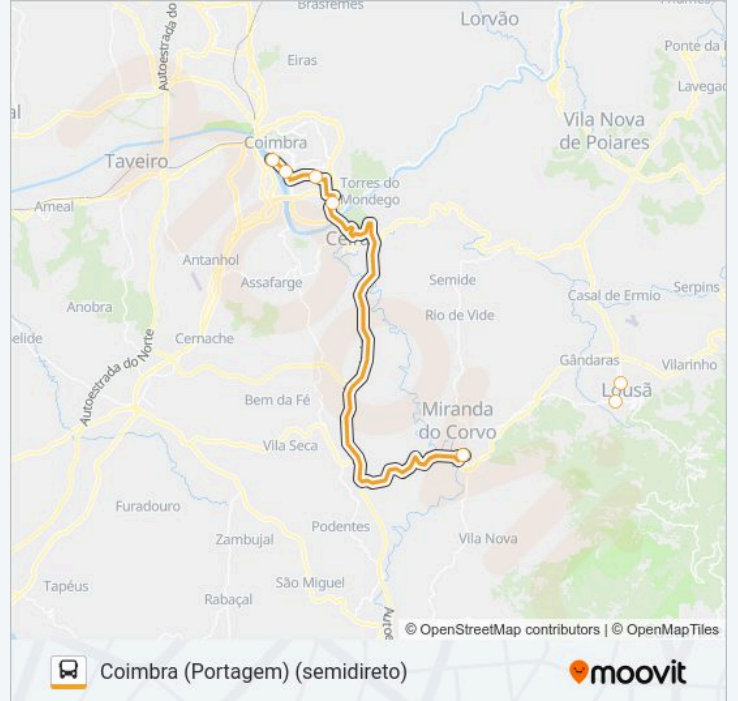 Brasfemes
Lorvão
Autoestrada do
Eiras
Ponte da
Lavegad
Coimbra
Vila Nova
de Poiares
Taveiro
Torres do
Mondego
Ameal
Antanhol
Assafarge
Semide
Casal de Ermio
Serpins
Anobra
Rio de Vide
elide
Cernache
Autoestrada do Norte
Gândaras
Vilarinho
Lousã
Bem da Fé
Miranda
do Corvo
Vila Seca
Furadouro
Podentes
Zambujal
Vila Nova
Tapéus
São Miguel
Rabaçal
Autoe
© OpenStreetMap contributors | © OpenMapTiles
Coimbra (Portagem) (semidireto)
moovit